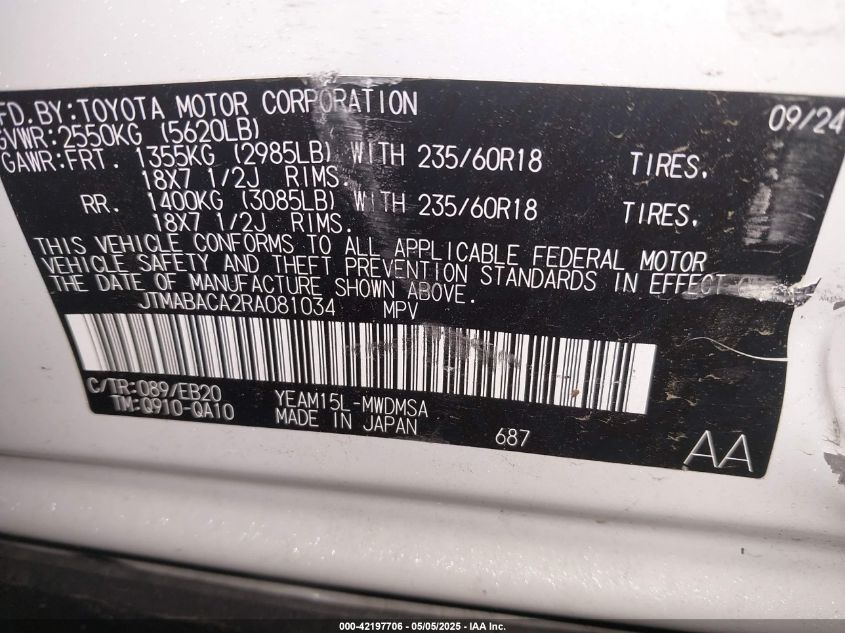 MFD.BY:TOYOTA MOTOR CORPORATION 09/24
GVWR:2550KG (5620LB)
GAWR:FRT. 1355KG (2985LB) WITH 235/60R18 TIRES.
18X7 1/2J RIMS.
RR. 1400KG (3085LB) WITH 235/60R18 TIRES.
18X7 1/2J RIMS.
THIS VEHICLE CONFORMS TO ALL APPLICABLE FEDERAL MOTOR
VEHICLE SAFETY AND THEFT PREVENTION STANDARDS IN EFFECT
THE DATE OF MANUFACTURE SHOWN ABOVE.
JTMABACA2RA081034 MPV
C/TR:089/EB20 YEAM15L-MWDMSA
TM:Q910-QA10 MADE IN JAPAN 687 AA
000-42197706 / 05/05/2025 — IAA Inc.